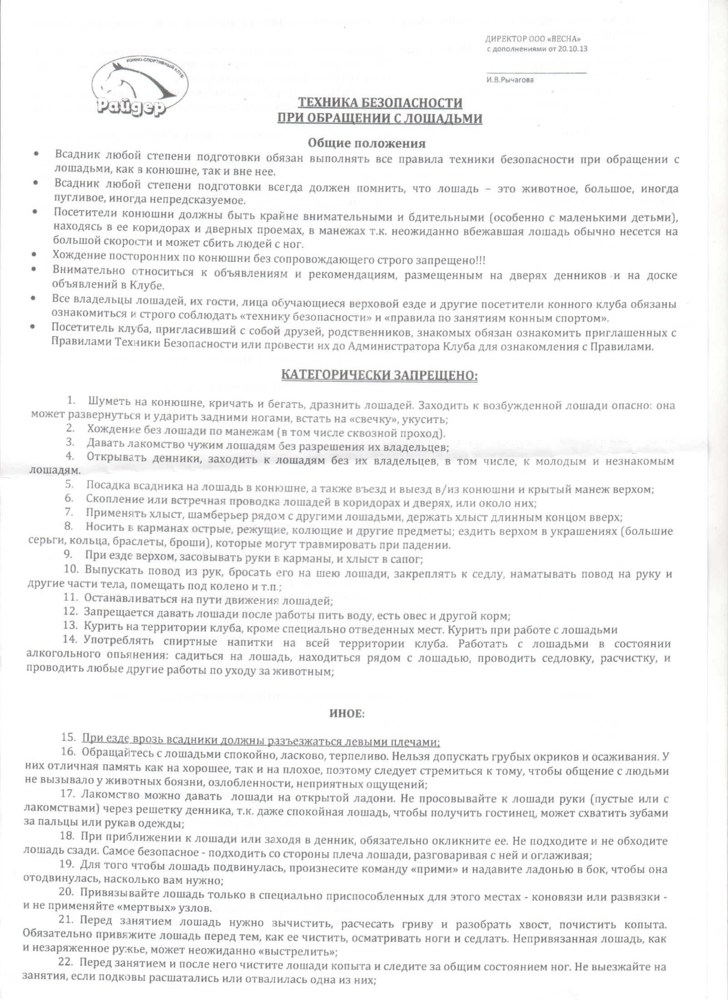 ДИРЕКТОР ООО «ВЕСНА»
с дополнениями от 20.10.13
И.В.Рычагова
КОННО-СПОРТИВНЫЙ КЛУБ
Райдер
ТЕХНИКА БЕЗОПАСНОСТИ
ПРИ ОБРАЩЕНИИ С ЛОШАДЬМИ
Общие положения
• Всадник любой степени подготовки обязан выполнять все правила техники безопасности при обращении с
лошадьми, как в конюшне, так и вне нее.
• Всадник любой степени подготовки всегда должен помнить, что лошадь – это животное, большое, иногда
пугливое, иногда непредсказуемое.
• Посетители конюшни должны быть крайне внимательными и бдительными (особенно с маленькими детьми),
находясь в ее коридорах и дверных проемах, в манежах т.к. неожиданно вбежавшая лошадь обычно несется на
большой скорости и может сбить людей с ног.
• Хождение посторонних по конюшни без сопровождающего строго запрещено!!!
• Внимательно относиться к объявлениям и рекомендациям, размещенным на дверях денников и на доске
объявлений в Клубе.
• Все владельцы лошадей, их гости, лица обучающиеся верховой езде и другие посетители конного клуба обязаны
ознакомиться и строго соблюдать «технику безопасности» и «правила по занятиям конным спортом».
• Посетитель клуба, пригласивший с собой друзей, родственников, знакомых обязан ознакомить приглашенных с
Правилами Техники Безопасности или провести их до Администратора Клуба для ознакомления с Правилами.
КАТЕГОРИЧЕСКИ ЗАПРЕЩЕНО:
1. Шуметь на конюшне, кричать и бегать, дразнить лошадей. Заходить к возбужденной лошади опасно: она
может развернуться и ударить задними ногами, встать на «свечку», укусить;
2. Хождение без лошади по манежам (в том числе сквозной проход).
3. Давать лакомство чужим лошадям без разрешения их владельцев;
4. Открывать денники, заходить к лошадям без их владельцев, в том числе, к молодым и незнакомым
лошадям.
5. Посадка всадника на лошадь в конюшне, а также въезд и выезд в/из конюшни и крытый манеж верхом;
6. Скопление или встречная проводка лошадей в коридорах и дверях, или около них;
7. Применять хлыст, шамберьер рядом с другими лошадьми, держать хлыст длинным концом вверх;
8. Носить в карманах острые, режущие, колющие и другие предметы; ездить верхом в украшениях (большие
серьги, кольца, браслеты, броши), которые могут травмировать при падении.
9. При езде верхом, засовывать руки в карманы, и хлыст в сапог;
10. Выпускать повод из рук, бросать его на шею лошади, закреплять к седлу, наматывать повод на руку и
другие части тела, помещать под колено и т.п.;
11. Останавливаться на пути движения лошадей;
12. Запрещается давать лошади после работы пить воду, есть овес и другой корм;
13. Курить на территории клуба, кроме специально отведенных мест. Курить при работе с лошадьми
14. Употреблять спиртные напитки на всей территории клуба. Работать с лошадьми в состоянии
алкогольного опьянения: садиться на лошадь, находиться рядом с лошадью, проводить седловку, расчистку, и
проводить любые другие работы по уходу за животным;
ИНОЕ:
15. При езде врозь всадники должны разъезжаться левыми плечами;
16. Обращайтесь с лошадьми спокойно, ласково, терпеливо. Нельзя допускать грубых окриков и осаживания. У
них отличная память как на хорошее, так и на плохое, поэтому следует стремиться к тому, чтобы общение с людьми
не вызывало у животных боязни, озлобленности, неприятных ощущений;
17. Лакомство можно давать лошади на открытой ладони. Не просовывайте к лошади руки (пустые или с
лакомствами) через решетку денника, т.к. даже спокойная лошадь, чтобы получить гостинец, может схватить зубами
за пальцы или рукав одежды;
18. При приближении к лошади или заходя в денник, обязательно окликните ее. Не подходите и не обходите
лошадь сзади. Самое безопасное - подходить со стороны плеча лошади, разговаривая с ней и оглаживая;
19. Для того чтобы лошадь подвинулась, произнесите команду «прими» и надавите ладонью в бок, чтобы она
отодвинулась, насколько вам нужно;
20. Привязывайте лошадь только в специально приспособленных для этого местах - коновязи или развязки -
и не применяйте «мертвых» узлов.
21. Перед занятием лошадь нужно вычистить, расчесать гриву и разобрать хвост, почистить копыта.
Обязательно привяжите лошадь перед тем, как ее чистить, осматривать ноги и седлать. Непривязанная лошадь, как
и незаряженное ружье, может неожиданно «выстрелить»;
22. Перед занятием и после него чистите лошади копыта и следите за общим состоянием ног. Не выезжайте на
занятия, если подковы расшатались или отвалилась одна из них;